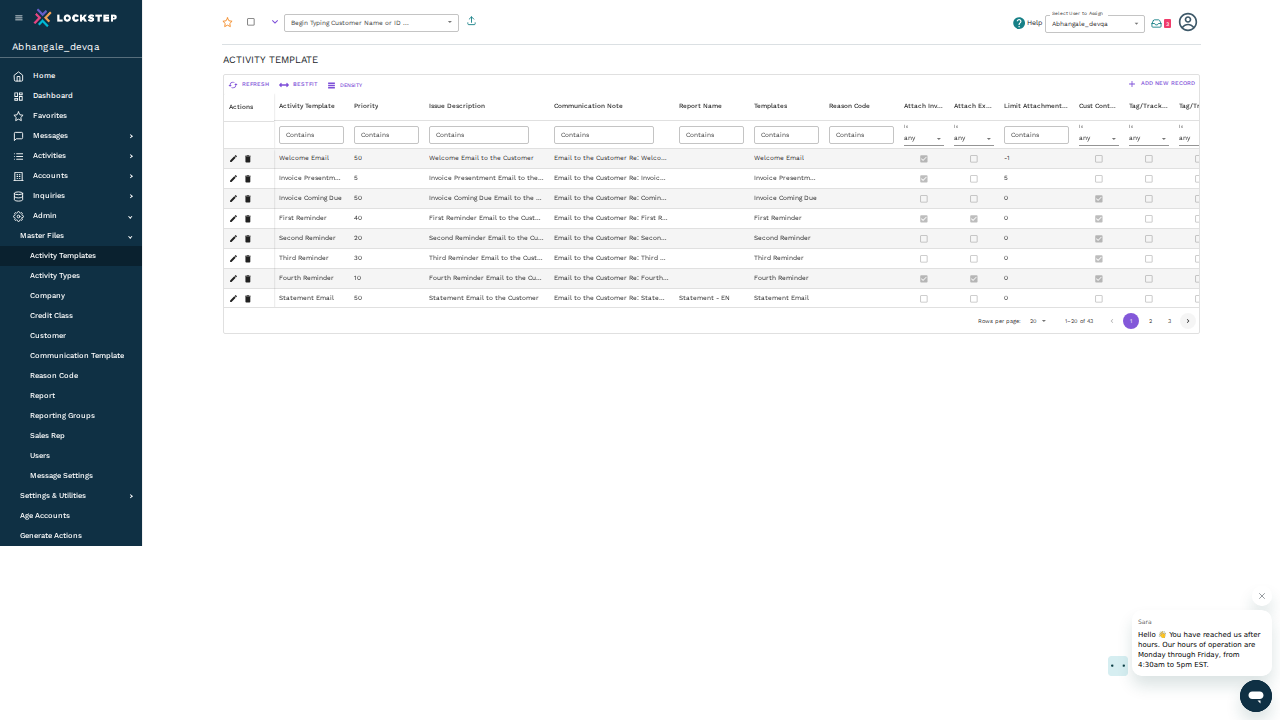 LOCKSTEP
Abhangale_devqa
Home
Dashboard
Favorites
Messages
Activities
Accounts
Inquiries
Admin
Master Files
Activity Templates
Activity Types
Company
Credit Class
Customer
Communication Template
Reason Code
Report
Reporting Groups
Sales Rep
Users
Message Settings
Settings & Utilities
Age Accounts
Generate Actions
Begin Typing Customer Name or ID ...
Help
Select User to Assign
Abhangale_devqa
3
ACTIVITY TEMPLATE
REFRESH BESTFIT DENSITY
ADD NEW RECORD
Actions Activity Template Priority Issue Description Communication Note Report Name Templates Reason Code Attach Inv... Attach Ex... Limit Attachment... Cust Cont... Tag/Track... Tag/Tr
Contains Contains Contains Contains Contains Contains Contains Is any Is any Contains Is any Is any Is any
Welcome Email 50 Welcome Email to the Customer Email to the Customer Re: Welco... Welcome Email -1
Invoice Presentm... 5 Invoice Presentment Email to the... Email to the Customer Re: Invoic... Invoice Presentm... 5
Invoice Coming Due 50 Invoice Coming Due Email to the ... Email to the Customer Re: Comin... Invoice Coming Due 0
First Reminder 40 First Reminder Email to the Cust... Email to the Customer Re: First R... First Reminder 0
Second Reminder 20 Second Reminder Email to the Cu... Email to the Customer Re: Secon... Second Reminder 0
Third Reminder 30 Third Reminder Email to the Cust... Email to the Customer Re: Third ... Third Reminder 0
Fourth Reminder 10 Fourth Reminder Email to the Cu... Email to the Customer Re: Fourth... Fourth Reminder 0
Statement Email 50 Statement Email to the Customer Email to the Customer Re: State... Statement - EN Statement Email 0
Rows per page: 20 1-20 of 43 1 2 3
Sara
Hello 👋 You have reached us after
hours. Our hours of operation are
Monday through Friday, from
4:30am to 5pm EST.